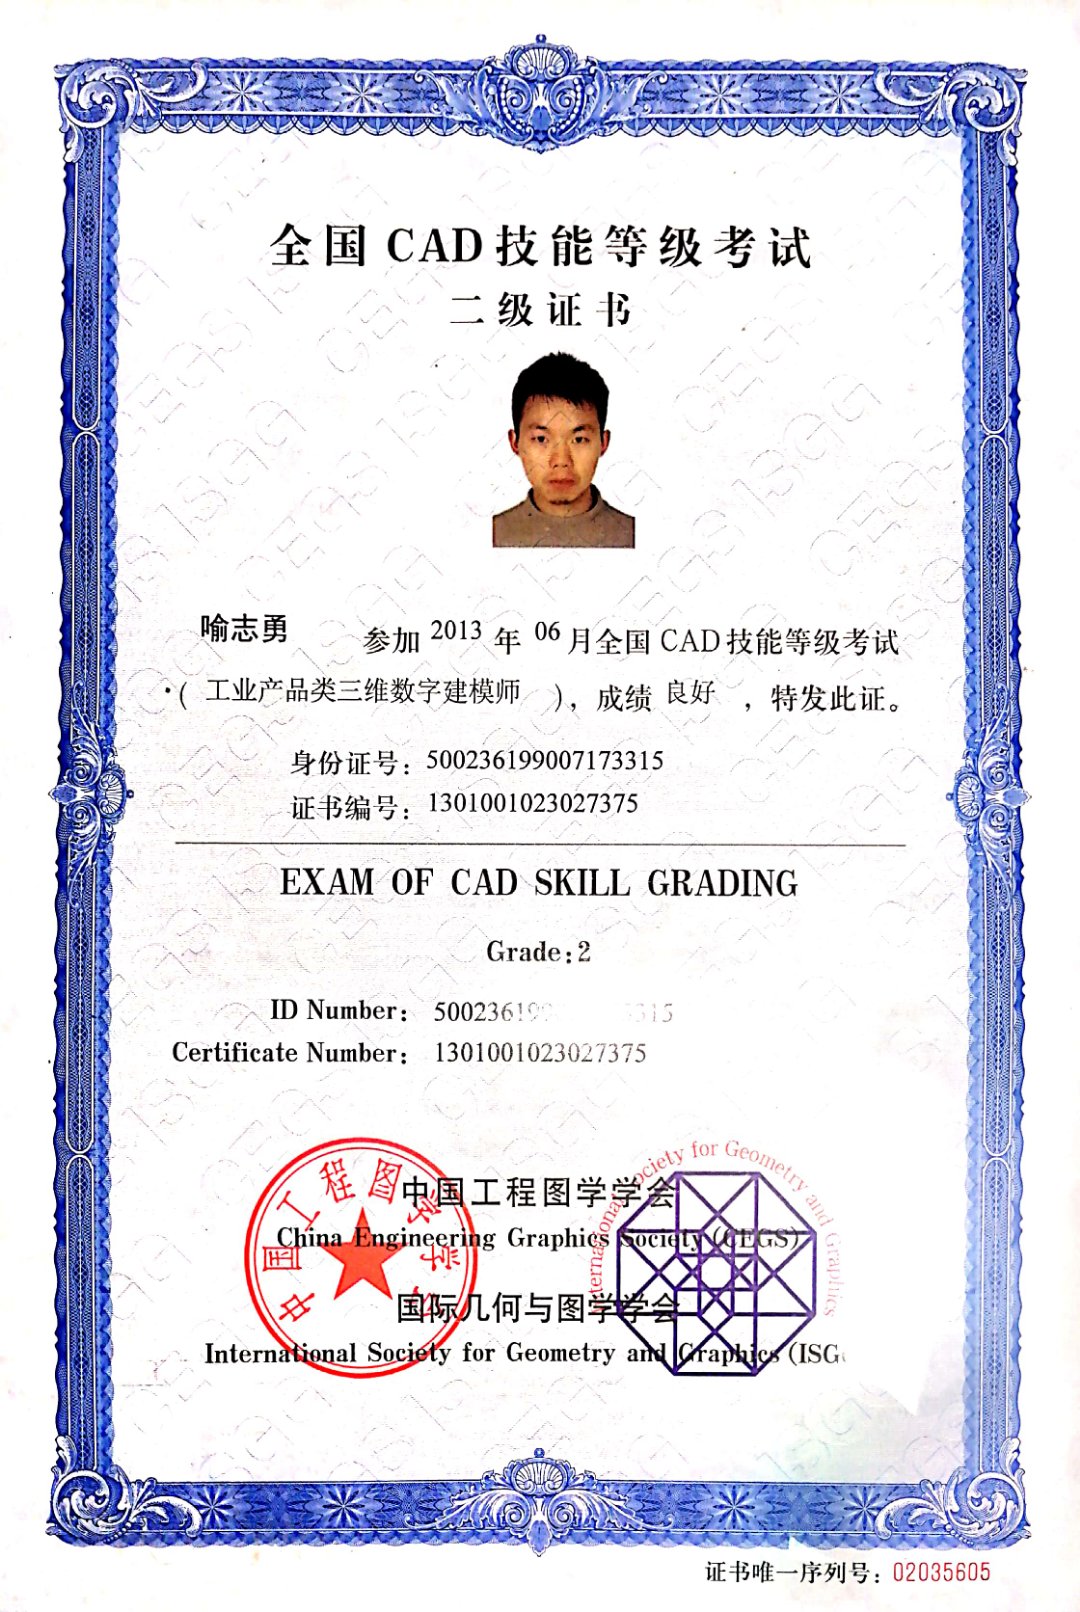 全国 CAD 技能等级考试
二级证书
喻志勇 参加 2013 年 06 月全国 CAD 技能等级考试
( 工业产品类三维数字建模师 ), 成绩 良好 , 特发此证。
身份证号: 500236199007173315
证书编号: 1301001023027375
EXAM OF CAD SKILL GRADING
Grade:2
ID Number: 500236199 3315
Certificate Number: 1301001023027375
中国工程图学学会
中国工程图学学会
China Engineering Graphics Society (CEGS)
International Society for Geometry and Graphics
国际几何与图学学会
International Society for Geometry and Graphics (ISG
证书唯一序列号: 02035605